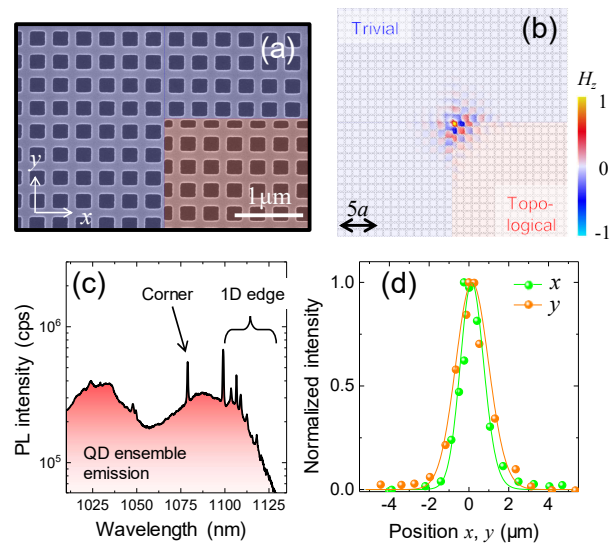 (a)
y
x
1μm
(b)
Trivial
Topo-
logical
5a
Hz
1
0
-1
(c)
Corner
1D edge
QD ensemble
emission
PL intensity (cps)
10^6
10^5
1025
1050
1075
1100
1125
Wavelength (nm)
(d)
x
y
Normalized intensity
1.0
0.5
0.0
-4
-2
0
2
4
Position x, y (μm)